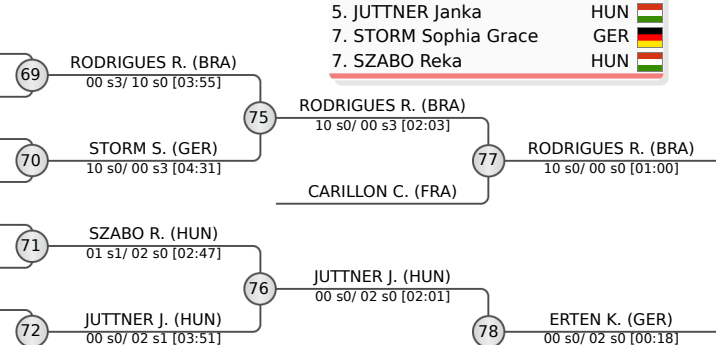 5. JUTTNER Janka HUN
7. STORM Sophia Grace GER
7. SZABO Reka HUN
69
RODRIGUES R. (BRA)
00 s3/ 10 s0 [03:55]
75
RODRIGUES R. (BRA)
10 s0/ 00 s3 [02:03]
70
STORM S. (GER)
10 s0/ 00 s3 [04:31]
77
RODRIGUES R. (BRA)
10 s0/ 00 s0 [01:00]
CARILLON C. (FRA)
71
SZABO R. (HUN)
01 s1/ 02 s0 [02:47]
76
JUTTNER J. (HUN)
00 s0/ 02 s0 [02:01]
72
JUTTNER J. (HUN)
00 s0/ 02 s1 [03:51]
78
ERTEN K. (GER)
00 s0/ 02 s0 [00:18]